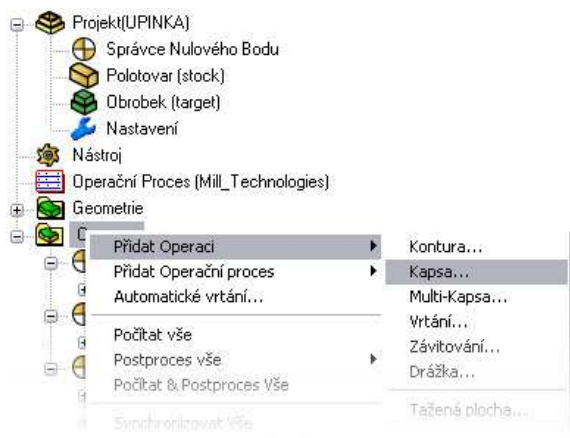 Projekt(UPINKA)
Správce Nulového Bodu
Polotovar (stock)
Obrobek (target)
Nastavení
Nástroj
Operační Proces (Mill_Technologies)
Geometrie
Přidat Operaci
Přidat Operační proces
Automatické vrtání...
Počítat vše
Postproces vše
Počítat & Postproces Vše
Synchronizovat Vše
Kontura...
Kapsa...
Multi-Kapsa...
Vrtání...
Závitování...
Drážka...
Tažená plocha...